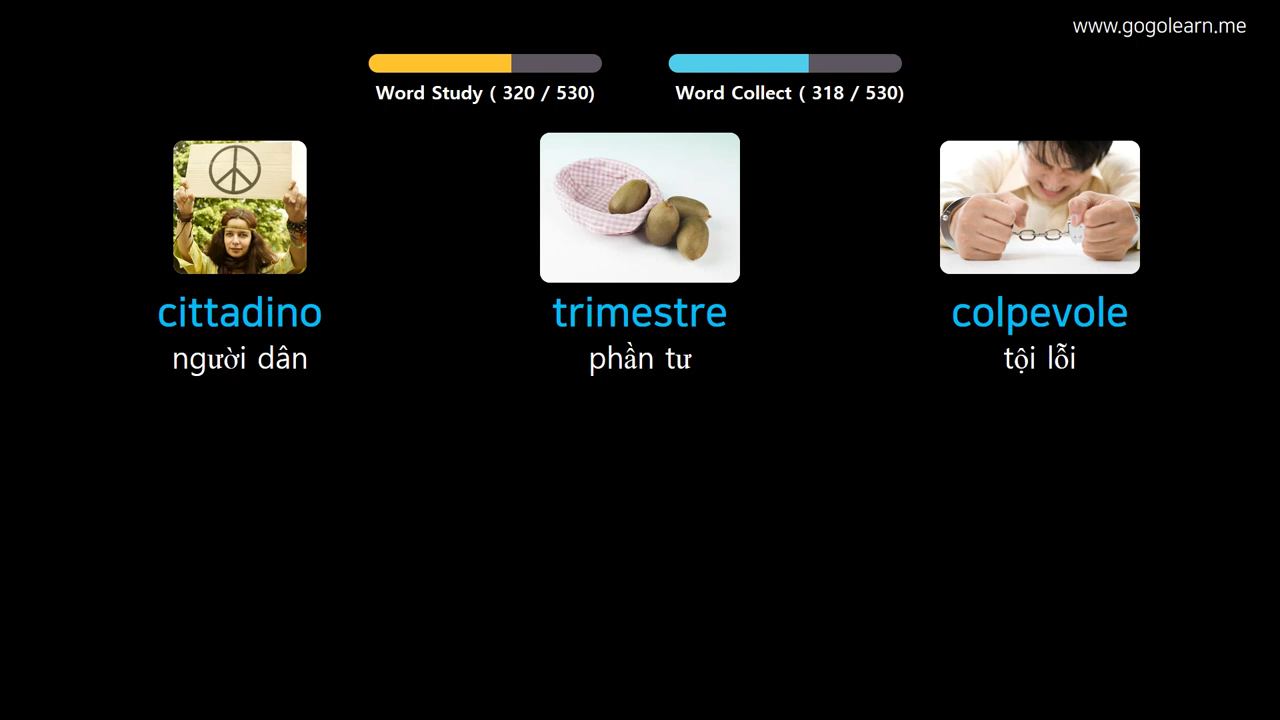 www.gogolearn.me
Word Study ( 320 / 530)
Word Collect ( 318 / 530)
cittadino
người dân
trimestre
phần tư
colpevole
tội lỗi